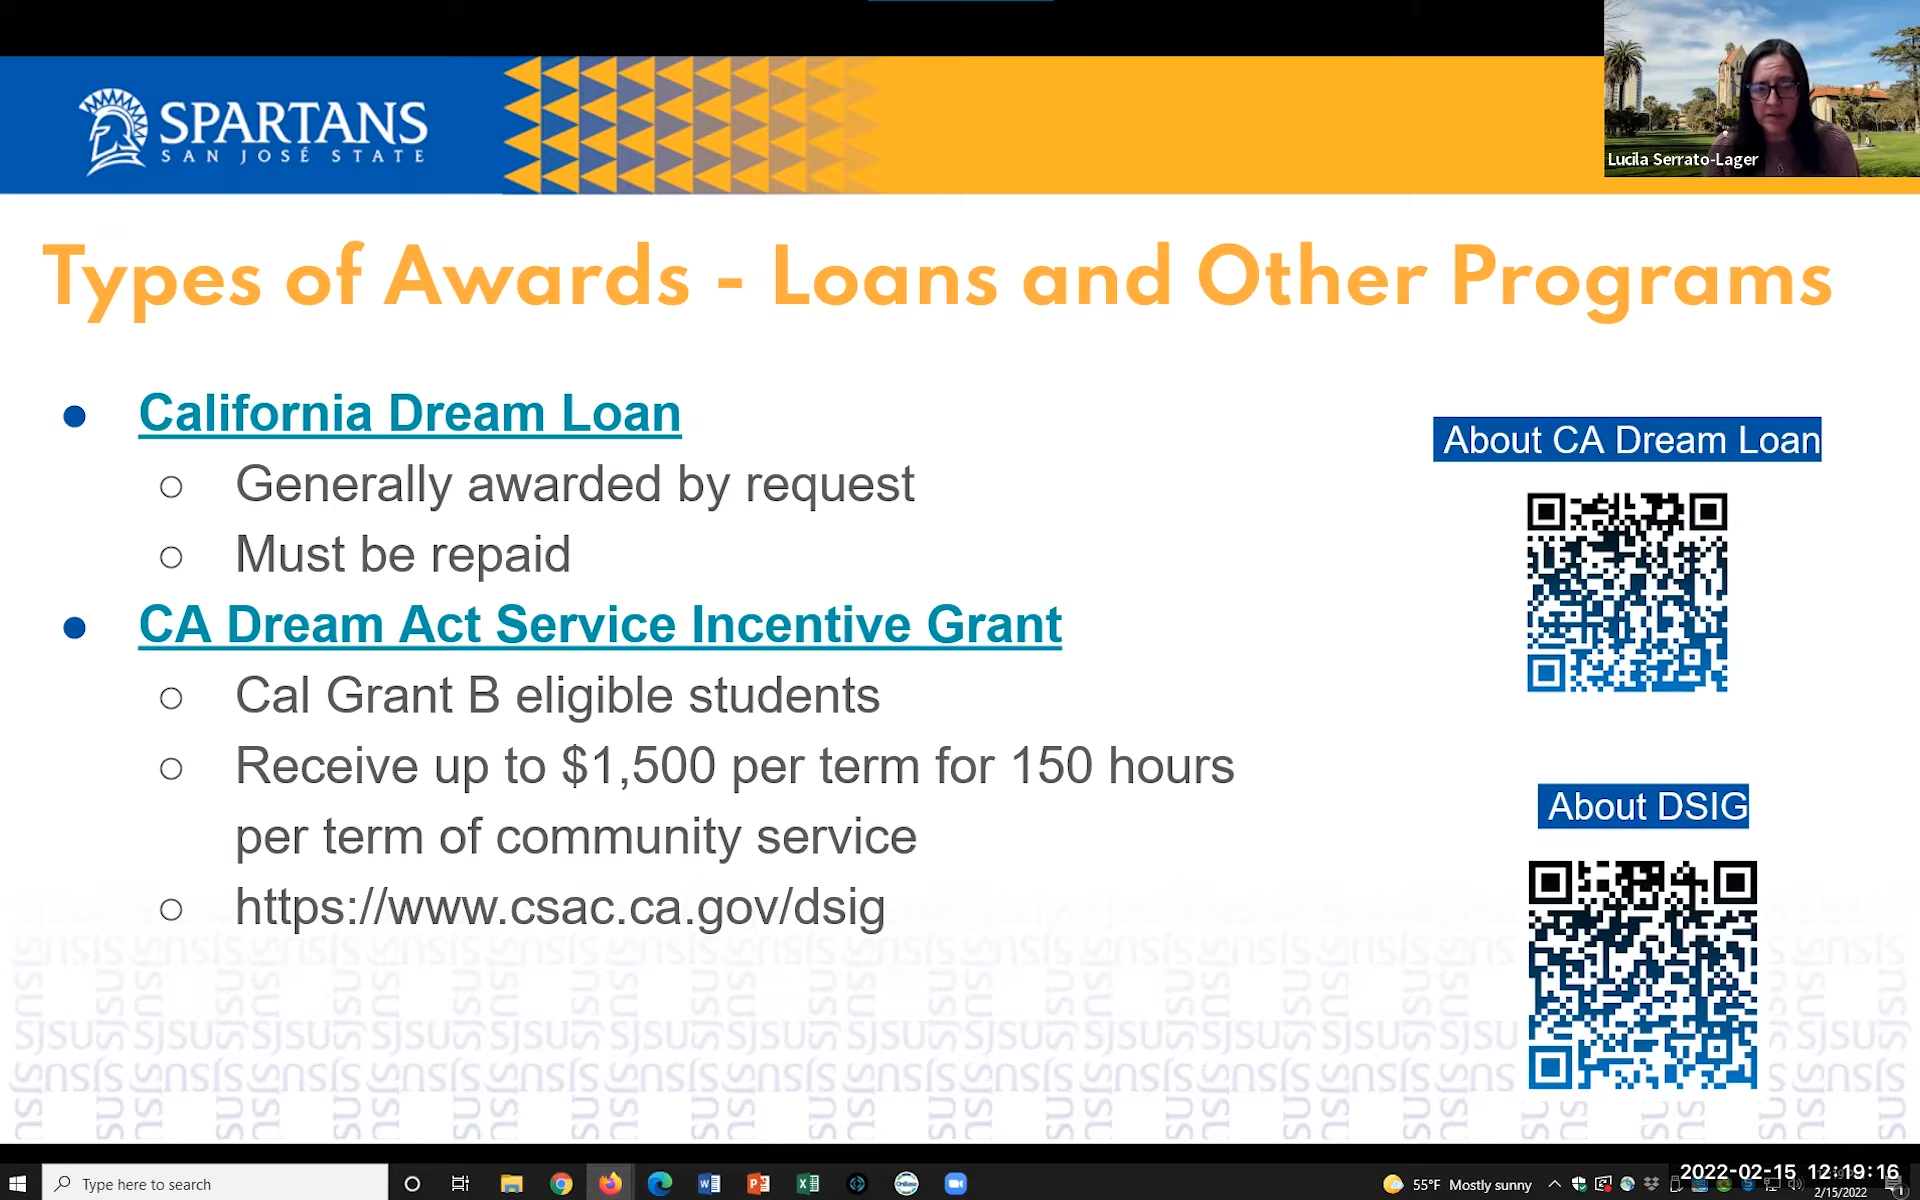 SPARTANS
SAN JOSÉ STATE
Lucila Serrato-Lager
Types of Awards - Loans and Other Programs
● California Dream Loan
○ Generally awarded by request
○ Must be repaid
● CA Dream Act Service Incentive Grant
○ Cal Grant B eligible students
○ Receive up to $1,500 per term for 150 hours
per term of community service
○ https://www.csac.ca.gov/dsig
About CA Dream Loan
About DSIG
Type here to search
55°F Mostly sunny
2022-02-15 12:19:16
2/15/2022